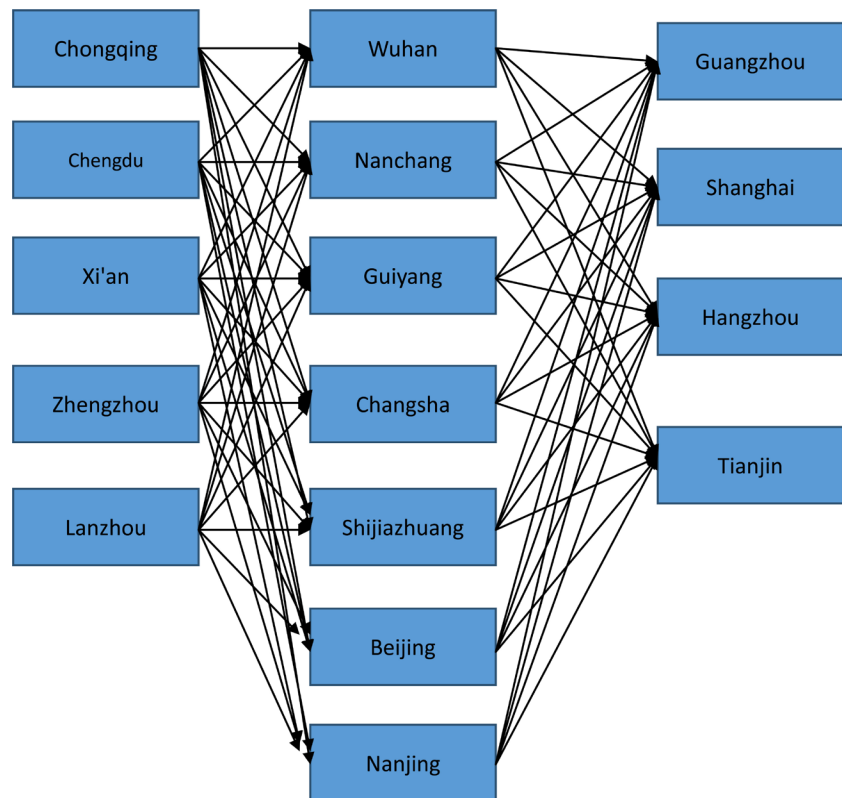 Chongqing
Wuhan
Guangzhou
Chengdu
Nanchang
Shanghai
Xi'an
Guiyang
Hangzhou
Zhengzhou
Changsha
Tianjin
Lanzhou
Shijiazhuang
Beijing
Nanjing